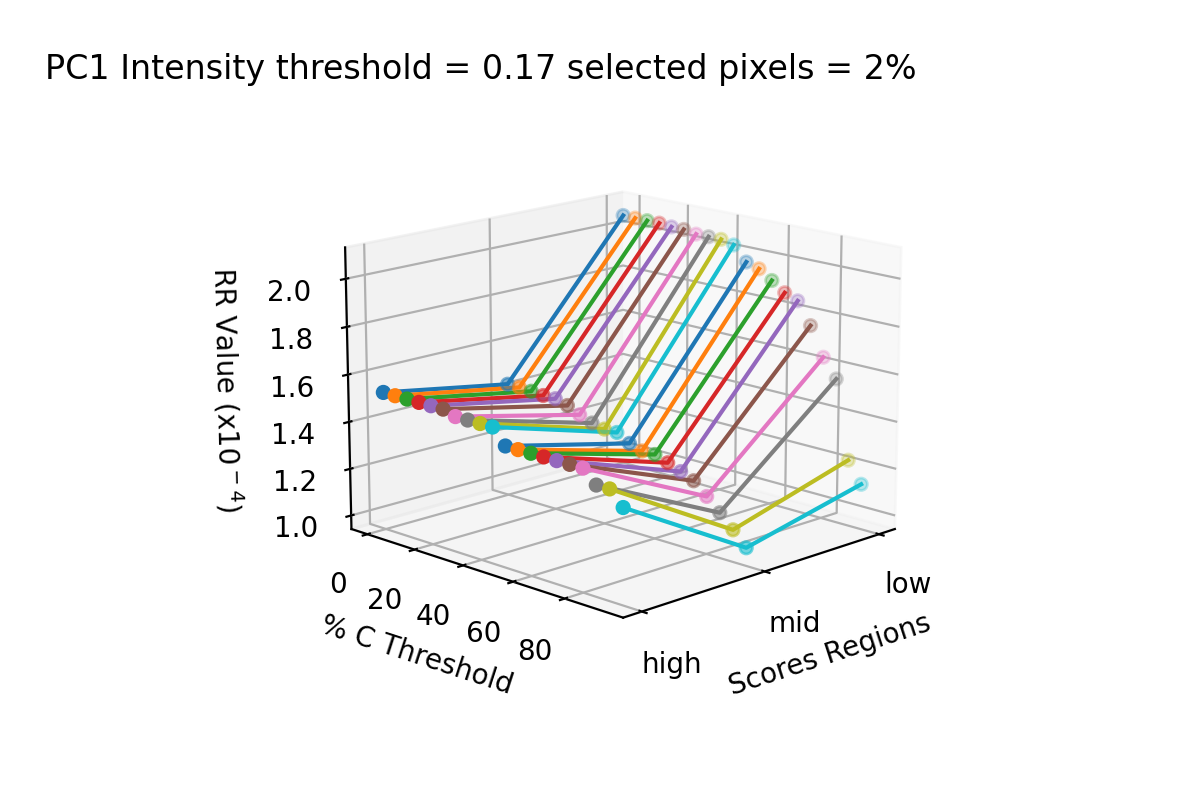 PC1 Intensity threshold = 0.17 selected pixels = 2%
RR Value (x10⁻⁴)
2.0
1.8
1.6
1.4
1.2
1.0
0
20
40
60
80
% C Threshold
high
mid
low
Scores Regions